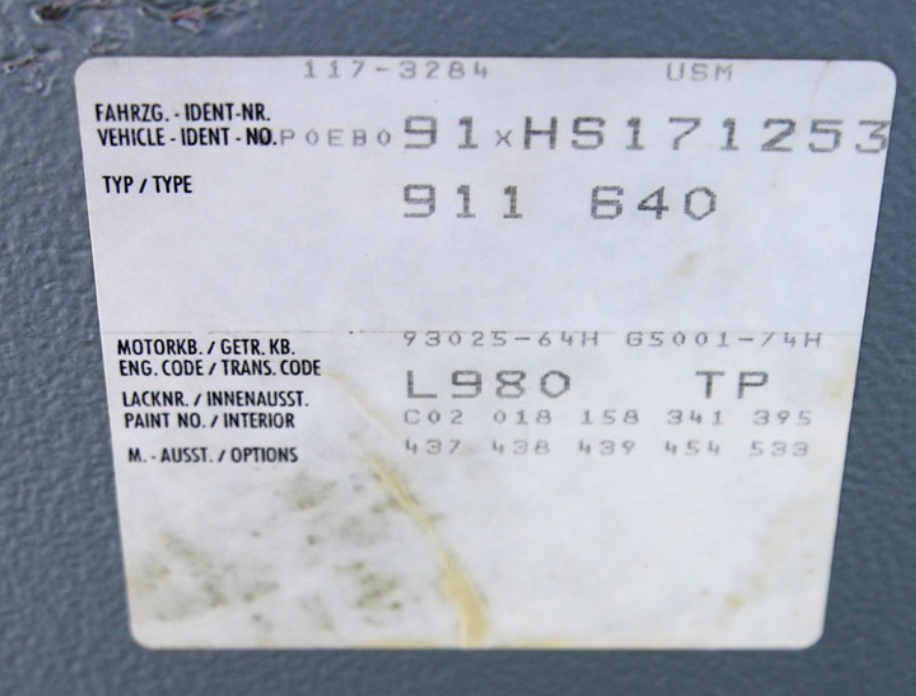 117-3284 USM
FAHRZG. - IDENT-NR.
VEHICLE - IDENT - NO. P0EB0 91xHS171253
TYP / TYPE 911 640
MOTORKB. / GETR. KB. 93025-64H G5001-74H
ENG. CODE / TRANS. CODE
LACKNR. / INNENAUSST. L980 TP
PAINT NO. / INTERIOR C02 018 158 341 395
M. - AUSST. / OPTIONS 437 438 439 454 533